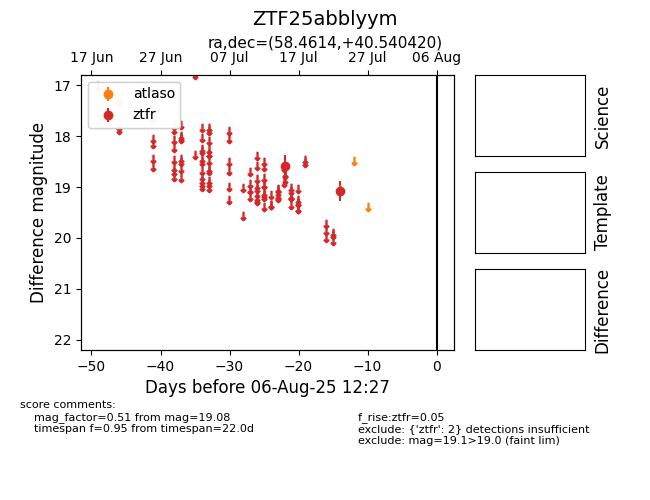 ZTF25abblyym
ra,dec=(58.4614,+40.540420)
17 Jun 27 Jun 07 Jul 17 Jul 27 Jul 06 Aug
17
18
19
20
21
22
Difference magnitude
atlaso
ztfr
−50 −40 −30 −20 −10 0
Days before 06-Aug-25 12:27
Science
Template
Difference
score comments:
mag_factor=0.51 from mag=19.08
timespan f=0.95 from timespan=22.0d
f_rise:ztfr=0.05
exclude: {'ztfr': 2} detections insufficient
exclude: mag=19.1>19.0 (faint lim)